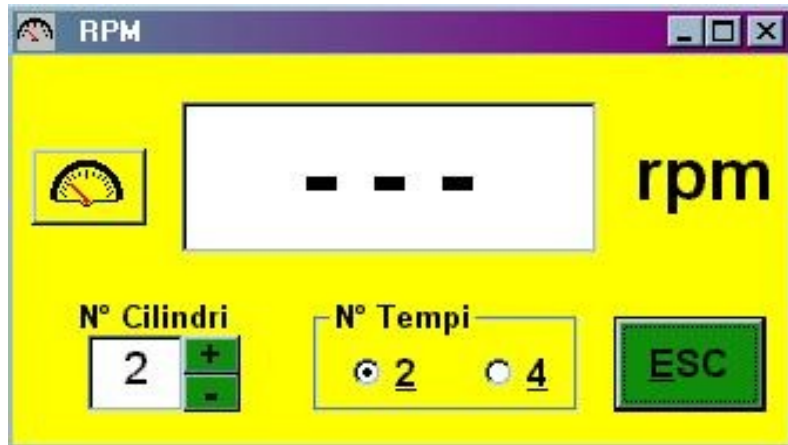 RPM
- - -
rpm
N° Cilindri
2
+
-
N° Tempi
2
4
ESC